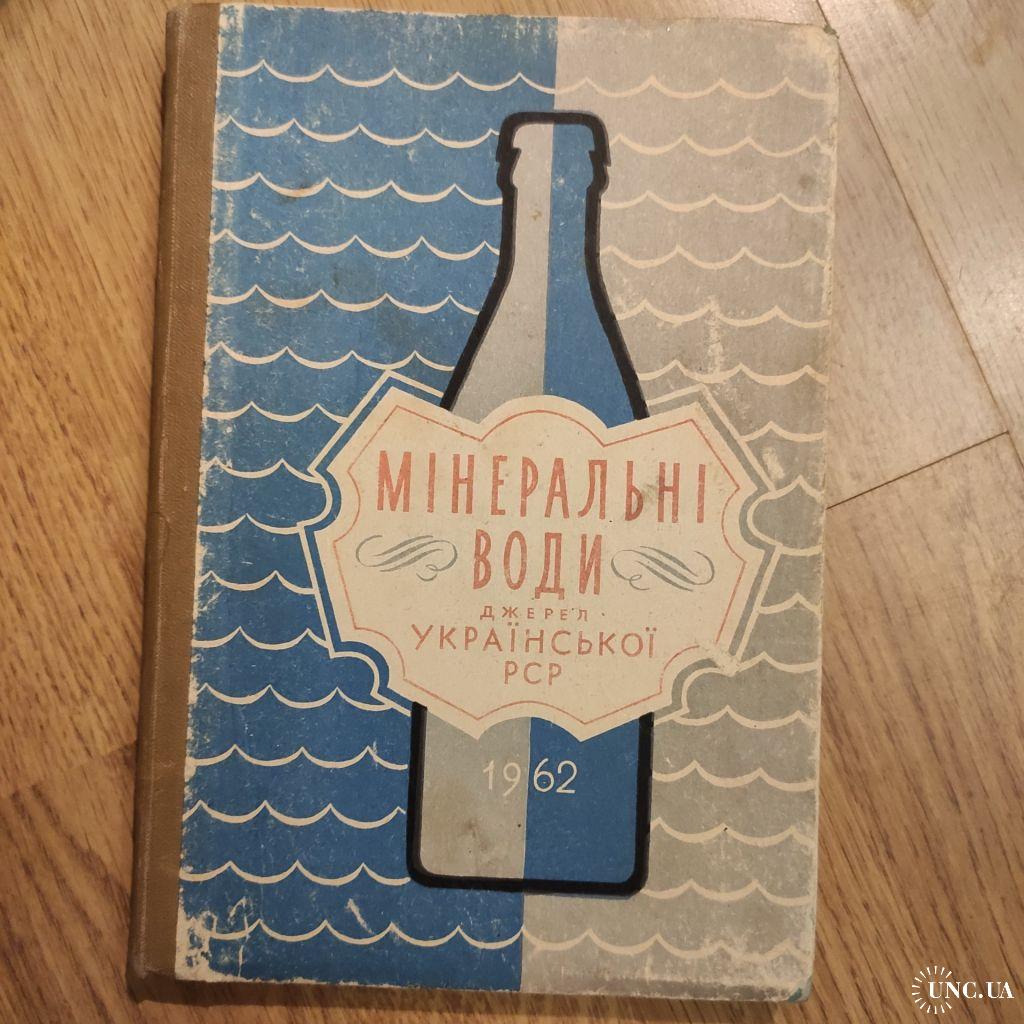 МІНЕРАЛЬНІ
ВОДИ
ДЖЕРЕЛ
УКРАЇНСЬКОЇ
РСР
1962
UNC.UA